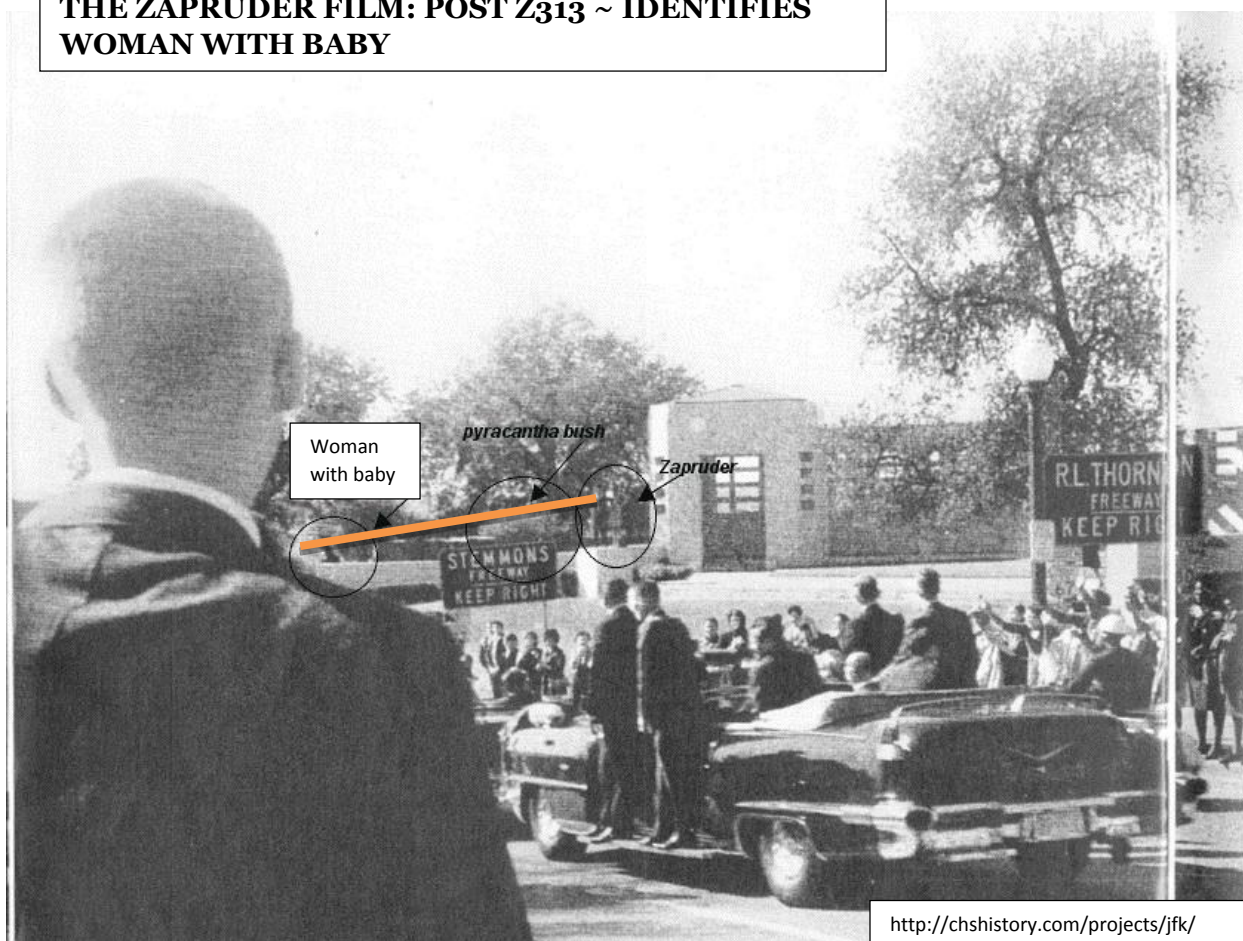 THE ZAPRUDER FILM: POST Z313 ~ IDENTIFIES
WOMAN WITH BABY
Woman
with baby
pyracantha bush
Zapruder
STEMMONS
FREEWAY
KEEP RIGHT
R.L. THORN N
FREEWAY
KEEP RIG
http://chshistory.com/projects/jfk/